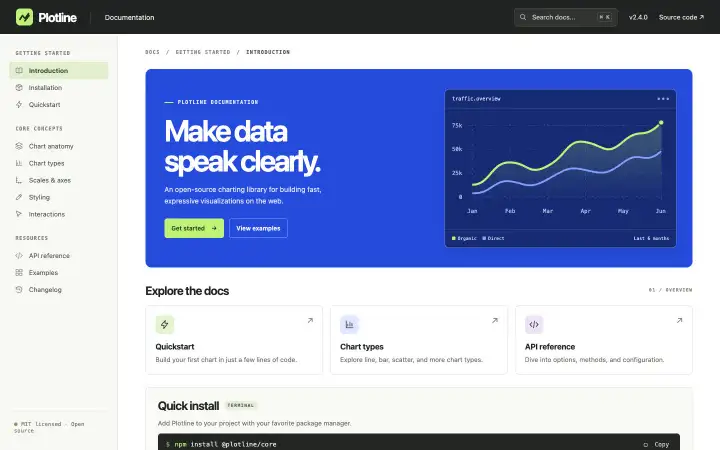 Plotline
Documentation
Search docs...
⌘ K
v2.4.0
Source code ↗
GETTING STARTED
Introduction
Installation
Quickstart
CORE CONCEPTS
Chart anatomy
Chart types
Scales & axes
Styling
Interactions
RESOURCES
API reference
Examples
Changelog
MIT licensed · Open
source
DOCS / GETTING STARTED / INTRODUCTION
PLOTLINE DOCUMENTATION
Make data
speak clearly.
An open-source charting library for building fast,
expressive visualizations on the web.
Get started →
View examples
traffic.overview
75k
50k
25k
0
Jan Feb Mar Apr May Jun
Organic Direct
Last 6 months
Explore the docs
01 / OVERVIEW
Quickstart
Build your first chart in just a few lines of code.
Chart types
Explore line, bar, scatter, and more chart types.
API reference
Dive into options, methods, and configuration.
Quick install
TERMINAL
Add Plotline to your project with your favorite package manager.
$ npm install @plotline/core
Copy